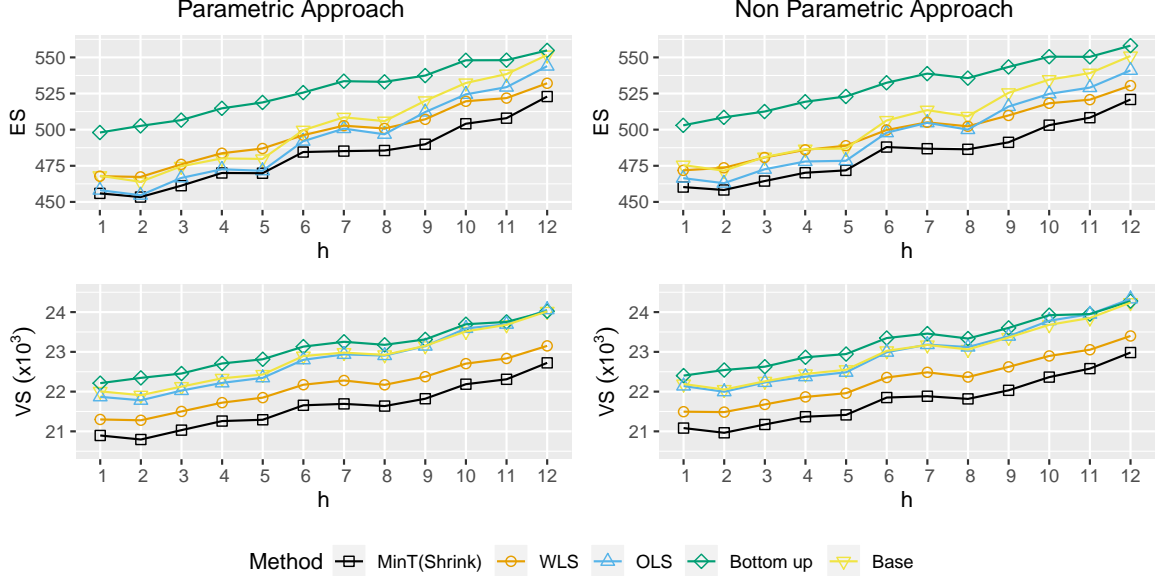 Parametric Approach
Non Parametric Approach
ES
550
525
500
475
450
1 2 3 4 5 6 7 8 9 10 11 12
h
ES
550
525
500
475
450
1 2 3 4 5 6 7 8 9 10 11 12
h
VS (x10³)
24
23
22
21
1 2 3 4 5 6 7 8 9 10 11 12
h
VS (x10³)
24
23
22
21
1 2 3 4 5 6 7 8 9 10 11 12
h
Method MinT(Shrink) WLS OLS Bottom up Base